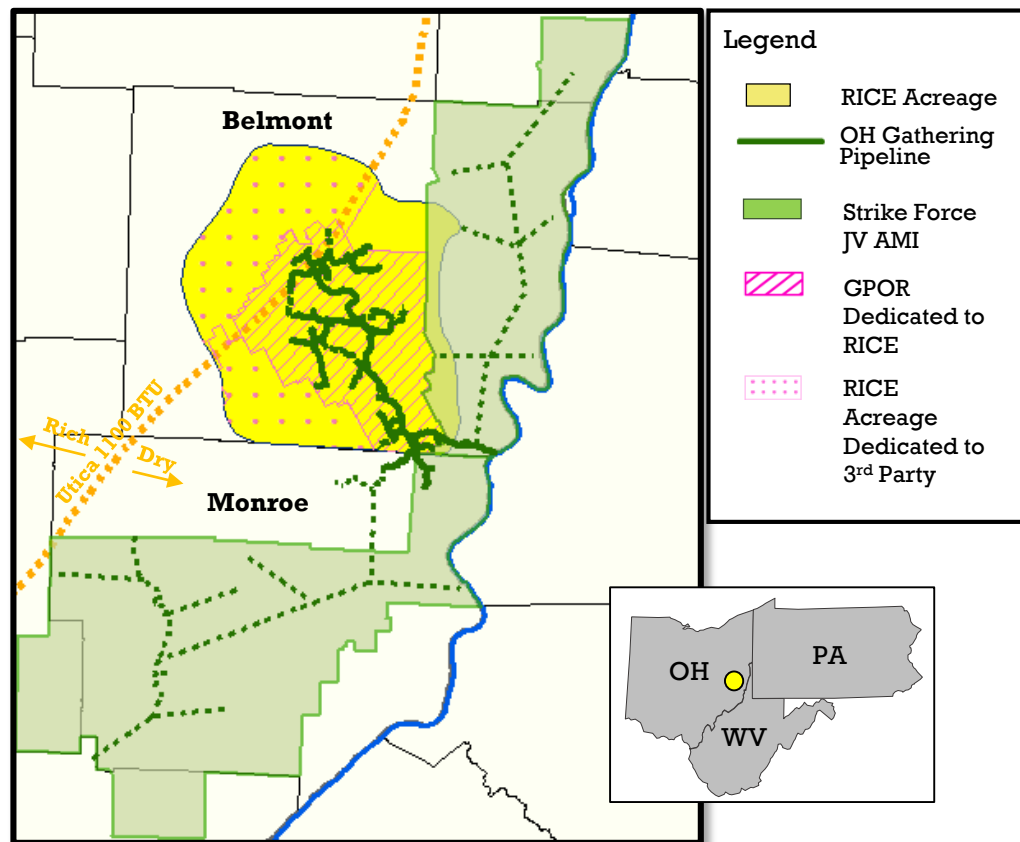 Belmont
Utica 1100 BTU
Rich
Dry
Monroe
Legend
RICE Acreage
OH Gathering
Pipeline
Strike Force
JV AMI
GPOR
Dedicated to
RICE
RICE
Acreage
Dedicated to
3rd Party
OH
PA
WV